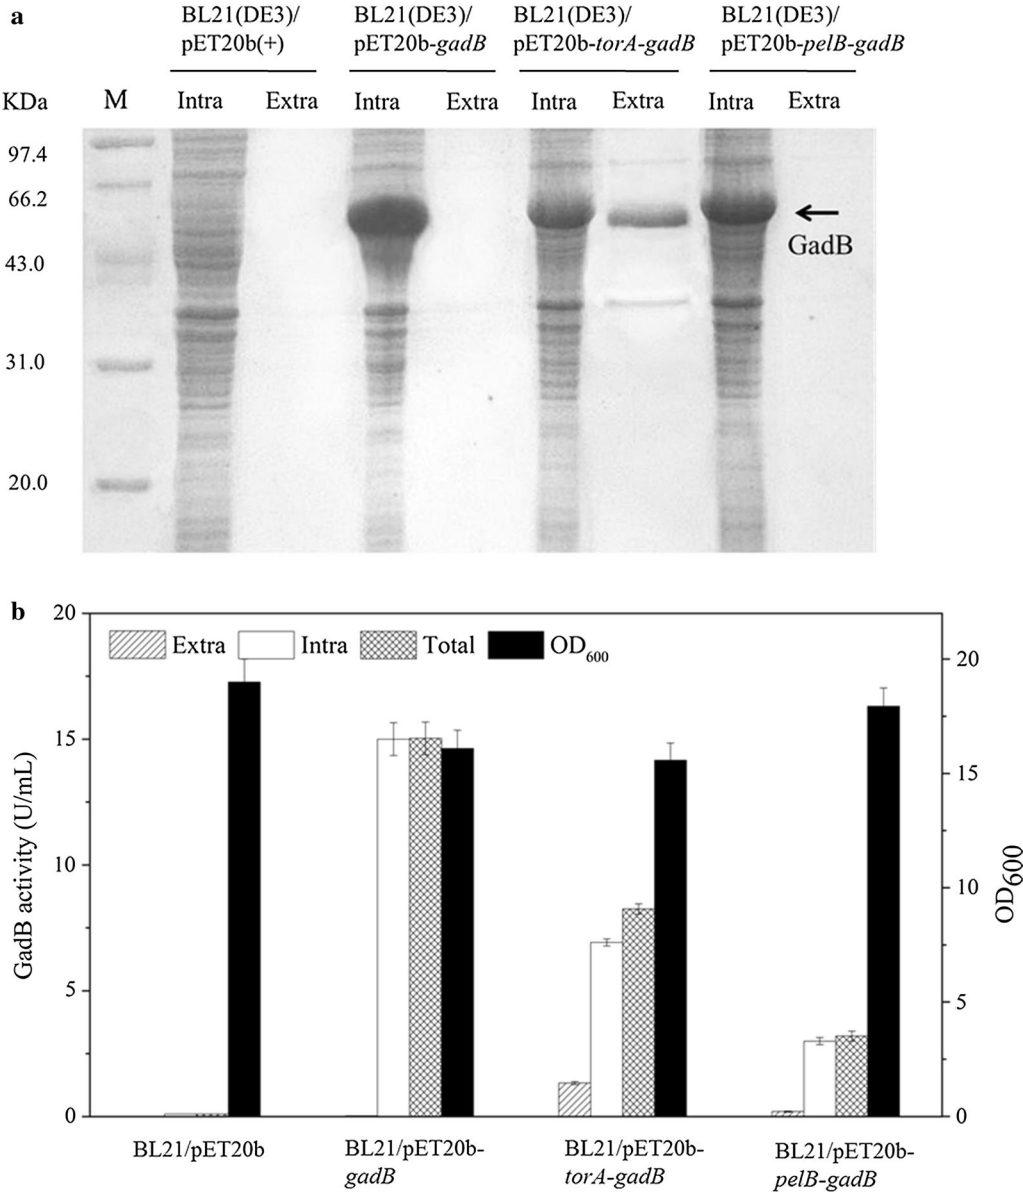 a
BL21(DE3)/
pET20b(+)
BL21(DE3)/
pET20b-gadB
BL21(DE3)/
pET20b-torA-gadB
BL21(DE3)/
pET20b-pelB-gadB
KDa
M
Intra
Extra
Intra
Extra
Intra
Extra
Intra
Extra
97.4
66.2
43.0
31.0
20.0
GadB
b
Extra
Intra
Total
OD600
GadB activity (U/mL)
20
15
10
5
0
OD600
20
15
10
5
0
BL21/pET20b
BL21/pET20b-
gadB
BL21/pET20b-
torA-gadB
BL21/pET20b-
pelB-gadB